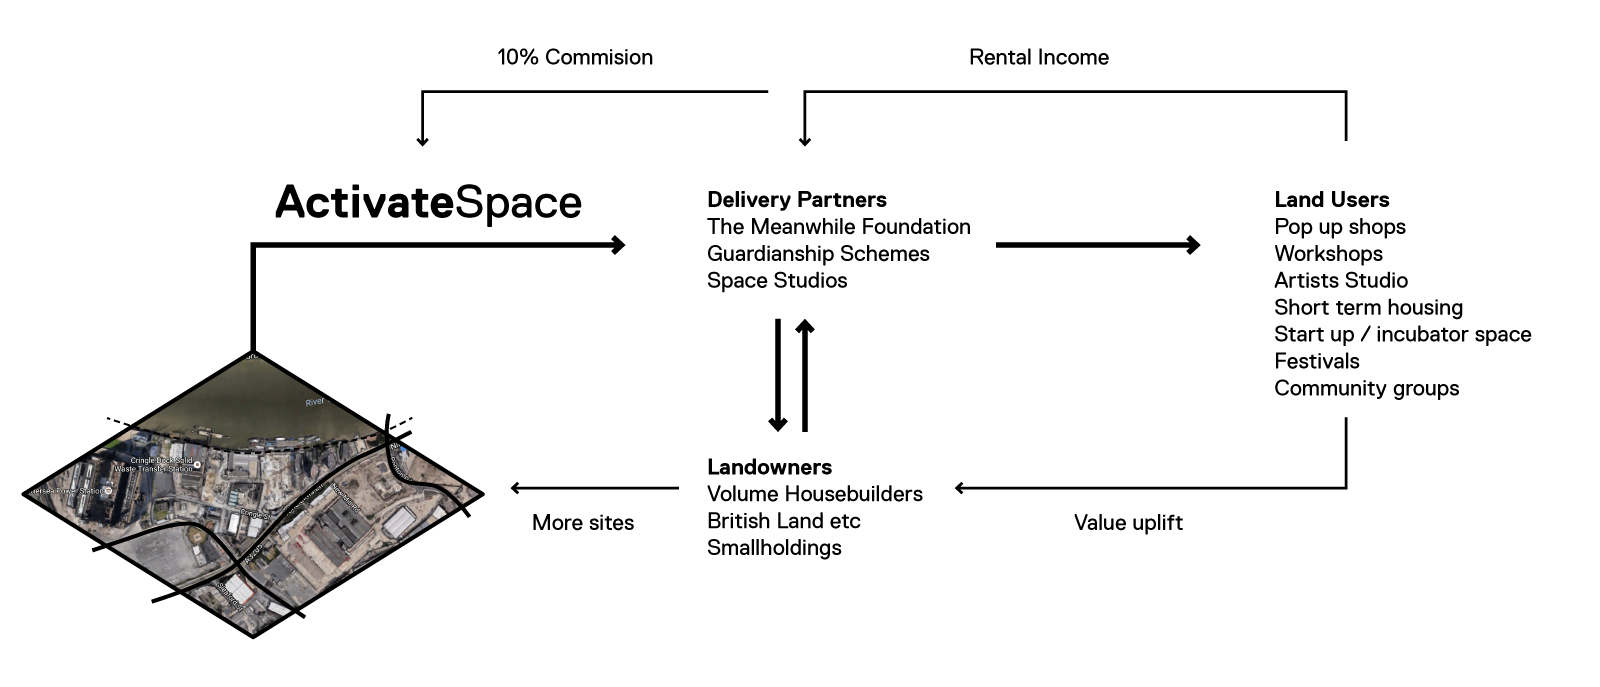 10% Commision
Rental Income
ActivateSpace
Delivery Partners
The Meanwhile Foundation
Guardianship Schemes
Space Studios
Land Users
Pop up shops
Workshops
Artists Studio
Short term housing
Start up / incubator space
Festivals
Community groups
River
Cringle Dock Solid
Waste Transfer Station
Power Station
Cringle St
Landowners
Volume Housebuilders
British Land etc
Smallholdings
More sites
Value uplift